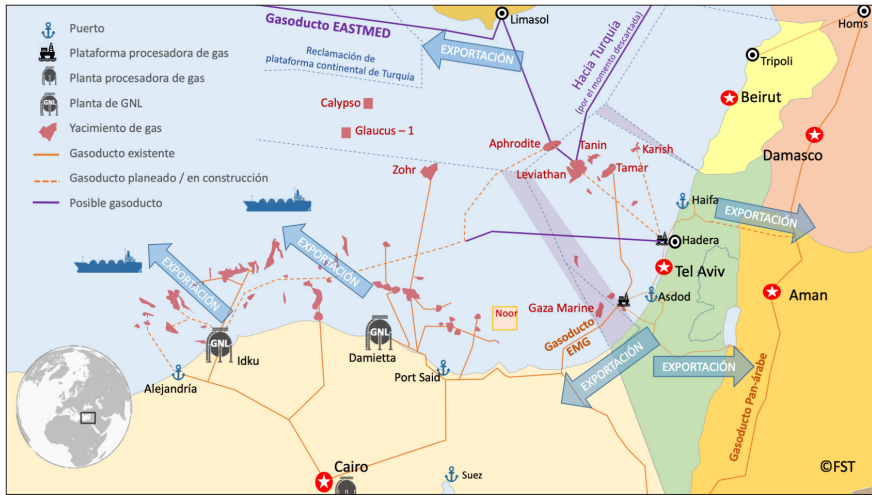 Puerto
Plataforma procesadora de gas
Planta procesadora de gas
GNL
Planta de GNL
Yacimiento de gas
Gasoducto existente
Gasoducto planeado / en construcción
Posible gasoducto
Gasoducto EASTMED
Reclamación de
plataforma continental de Turquía
EXPORTACIÓN
Limasol
Hacia Turquía
(por el momento descartada)
Homs
Tripoli
Beirut
Damasco
Calypso
Glaucus – 1
Zohr
Aphrodite
Tanin
Karish
Leviathan
Tamar
Haifa
EXPORTACIÓN
Hadera
Tel Aviv
Asdod
Aman
Gaza Marine
Noor
Gasoducto
EMG
EXPORTACIÓN
EXPORTACIÓN
EXPORTACIÓN
EXPORTACIÓN
GNL
Idku
GNL
Damietta
Port Said
Alejandría
Cairo
Suez
Gasoducto Pan-árabe
©FST